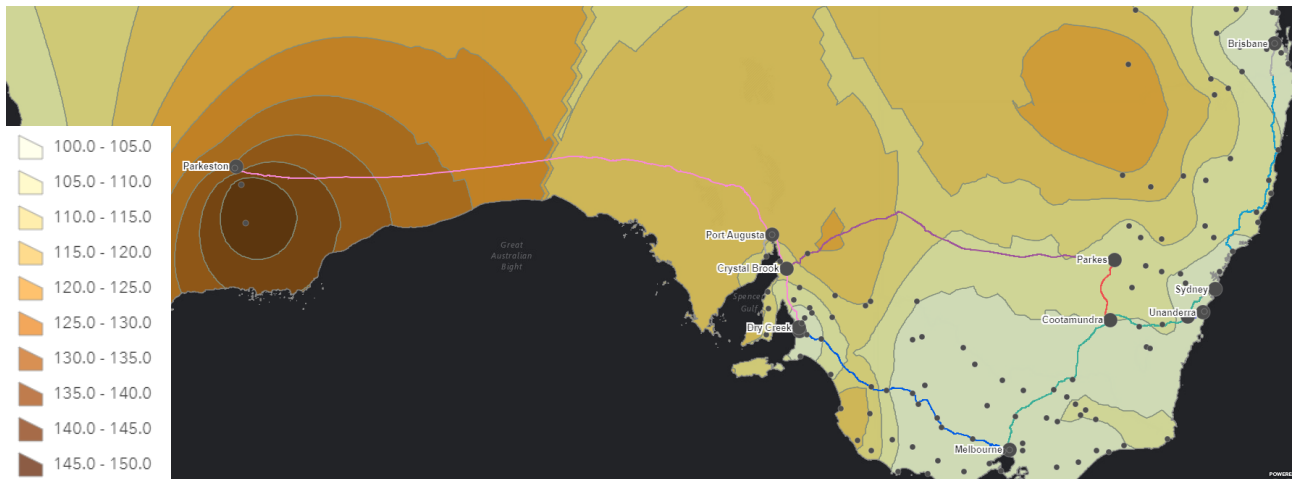 100.0 - 105.0
105.0 - 110.0
110.0 - 115.0
115.0 - 120.0
120.0 - 125.0
125.0 - 130.0
130.0 - 135.0
135.0 - 140.0
140.0 - 145.0
145.0 - 150.0
Brisbane
Parkeston
Port Augusta
Great
Australian
Bight
Crystal Brook
Parkes
Spencer
Gulf
Sydney
Unanderra
Cootamundra
Dry Creek
Melbourne
POWERE